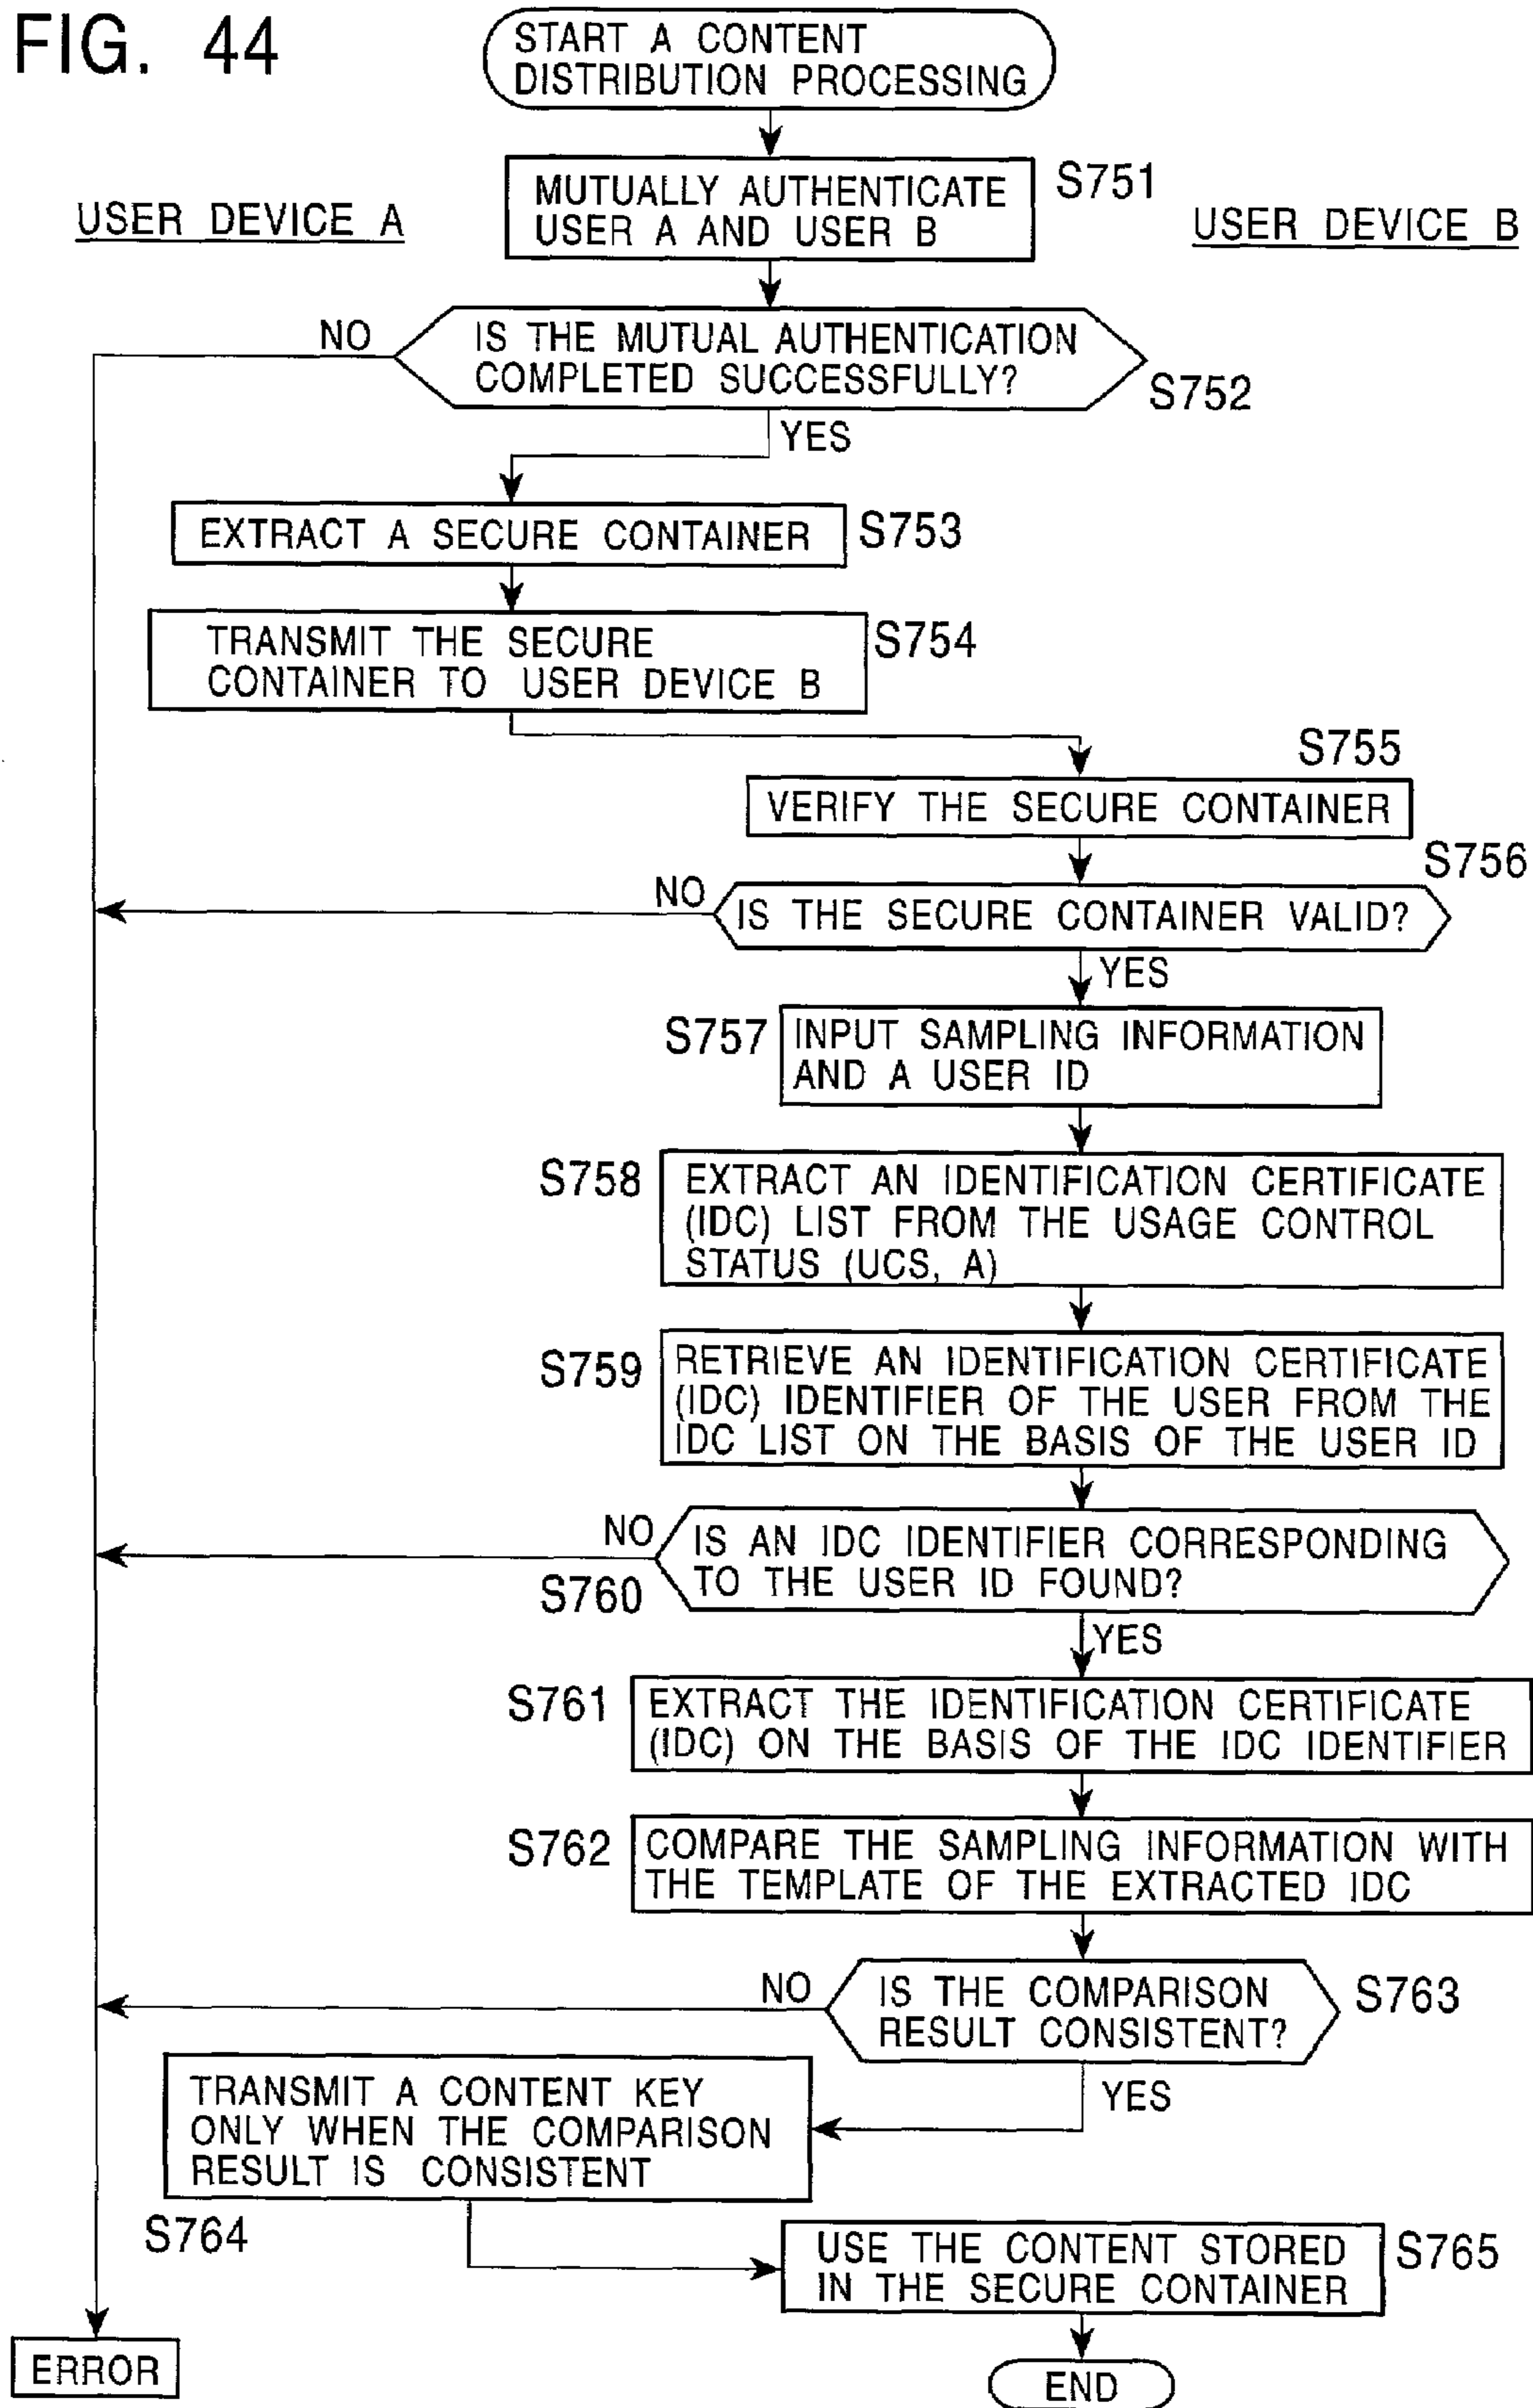 FIG. 44
START A CONTENT
DISTRIBUTION PROCESSING
MUTUALLY AUTHENTICATE
USER A AND USER B
S751
USER DEVICE A
USER DEVICE B
NO
IS THE MUTUAL AUTHENTICATION
COMPLETED SUCCESSFULLY?
S752
YES
EXTRACT A SECURE CONTAINER
S753
TRANSMIT THE SECURE
CONTAINER TO USER DEVICE B
S754
S755
VERIFY THE SECURE CONTAINER
S756
NO
IS THE SECURE CONTAINER VALID?
YES
S757
INPUT SAMPLING INFORMATION
AND A USER ID
S758
EXTRACT AN IDENTIFICATION CERTIFICATE
(IDC) LIST FROM THE USAGE CONTROL
STATUS (UCS, A)
S759
RETRIEVE AN IDENTIFICATION CERTIFICATE
(IDC) IDENTIFIER OF THE USER FROM THE
IDC LIST ON THE BASIS OF THE USER ID
NO
IS AN IDC IDENTIFIER CORRESPONDING
TO THE USER ID FOUND?
S760
YES
S761
EXTRACT THE IDENTIFICATION CERTIFICATE
(IDC) ON THE BASIS OF THE IDC IDENTIFIER
S762
COMPARE THE SAMPLING INFORMATION WITH
THE TEMPLATE OF THE EXTRACTED IDC
NO
IS THE COMPARISON
RESULT CONSISTENT?
S763
YES
TRANSMIT A CONTENT KEY
ONLY WHEN THE COMPARISON
RESULT IS CONSISTENT
S764
USE THE CONTENT STORED
IN THE SECURE CONTAINER
S765
ERROR
END